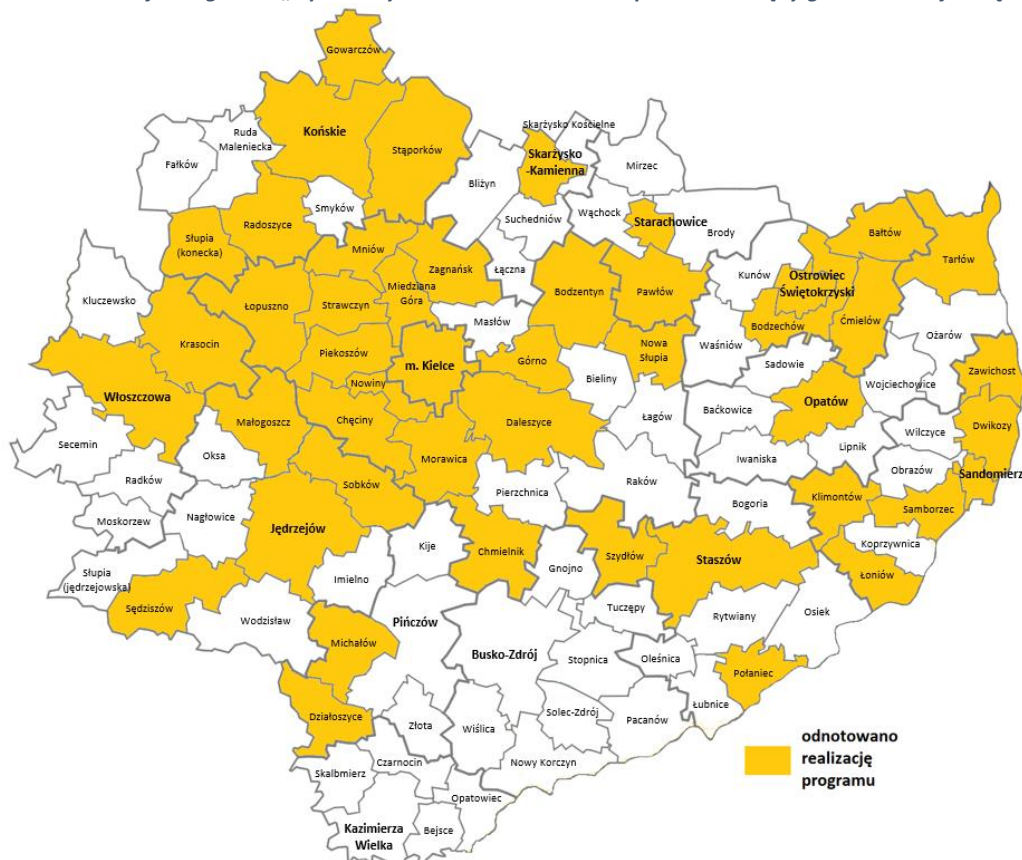 Gowarczów
Końskie
Stąporków
Ruda
Maleniecka
Fałków
Smyków
Radoszyce
Słupia
(konecka)
Skarżysko Kościelne
Skarżysko
-Kamienna
Bliżyn
Mirzec
Suchedniów
Wąchock
Starachowice
Brody
Bałtów
Tarłów
Mniów
Zagnańsk
Łączna
Miedziana
Góra
Bodzentyn
Pawłów
Kunów
Ostrowiec
Świętokrzyski
Bodzechów
Ćmielów
Ożarów
Kluczewsko
Łopuszno
Strawczyn
Masłów
Krasocin
Piekoszów
m. Kielce
Górno
Nowa
Słupia
Waśniów
Sadowie
Wojciechowice
Zawichost
Nowiny
Bieliny
Włoszczowa
Małogoszcz
Chęciny
Daleszyce
Łagów
Baćkowice
Opatów
Dwikozy
Secemin
Oksa
Morawica
Lipnik
Wilczyce
Iwaniska
Radków
Sobków
Pierzchnica
Raków
Obrazów
Sandomierz
Moskorzew
Nagłowice
Jędrzejów
Bogoria
Klimontów
Samborzec
Kije
Chmielnik
Szydłów
Staszów
Koprzywnica
Słupia
(jędrzejowska)
Imielno
Gnojno
Łoniów
Sędziszów
Wodzisław
Michałów
Pińczów
Tuczępy
Rytwiany
Osiek
Busko-Zdrój
Stopnica
Oleśnica
Połaniec
Działoszyce
Złota
Wiślica
Solec-Zdrój
Pacanów
Łubnice
Skalbmierz
Czarnocin
Nowy Korczyn
Opatowiec
Kazimierza
Wielka
Bejsce
odnotowano
realizację
programu